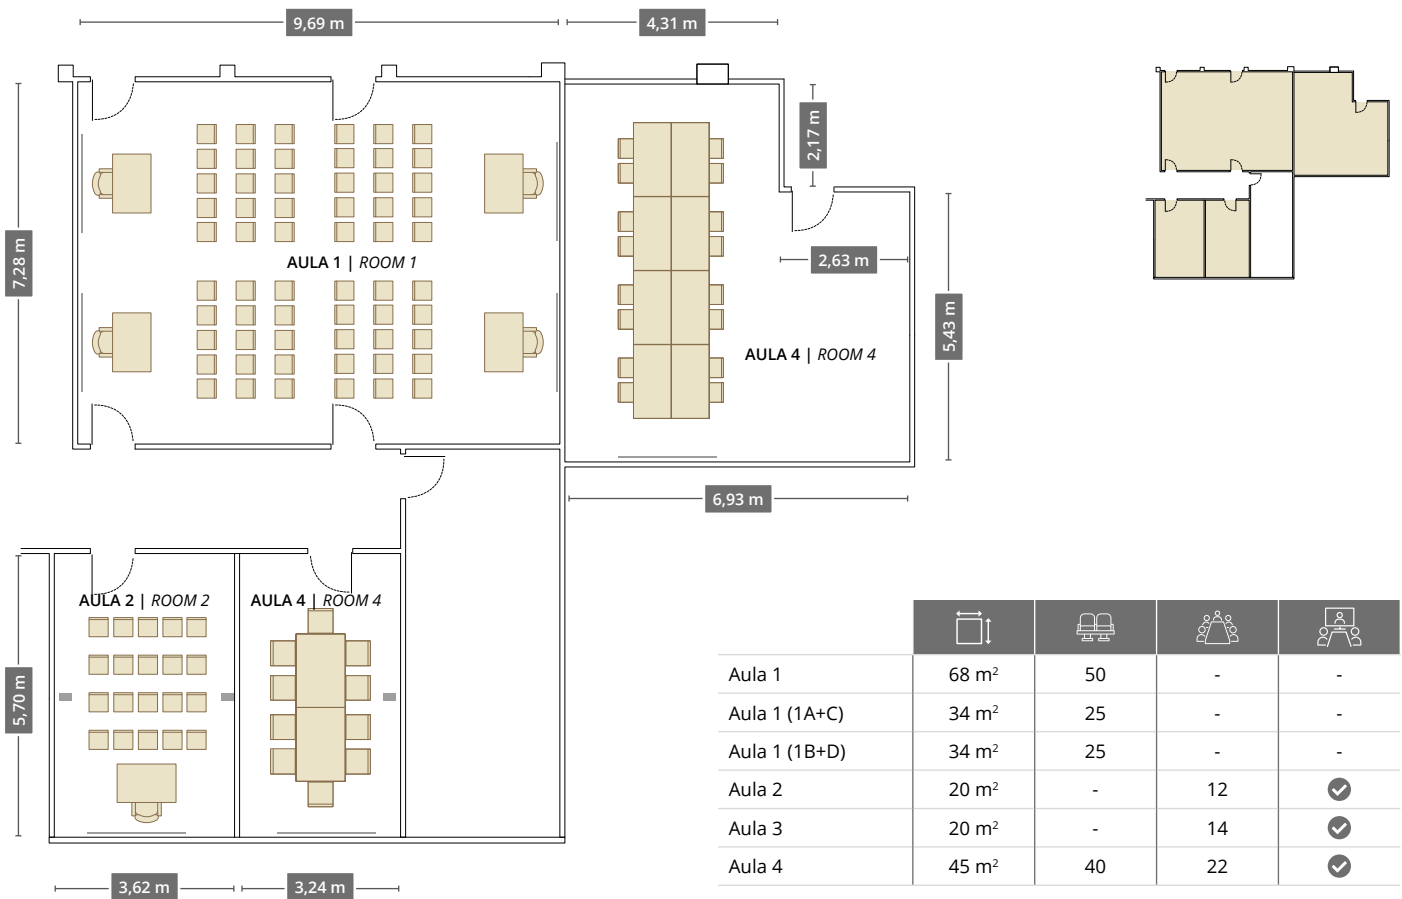 9,69 m
4,31 m
2,17 m
7,28 m
AULA 1 | ROOM 1
2,63 m
5,43 m
AULA 4 | ROOM 4
6,93 m
AULA 2 | ROOM 2
AULA 4 | ROOM 4
5,70 m
3,62 m
3,24 m
Aula 1 68 m² 50 - -
Aula 1 (1A+C) 34 m² 25 - -
Aula 1 (1B+D) 34 m² 25 - -
Aula 2 20 m² - 12
Aula 3 20 m² - 14
Aula 4 45 m² 40 22